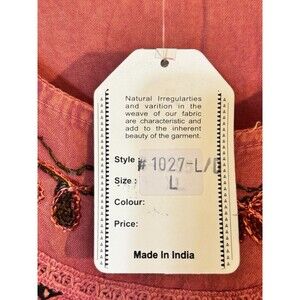 Natural Irregularties
and varition in the
weave of our fabric
are characteristic and
add to the inherent
beauty of the garment.
Style #1027-L/D
Size : L
Colour:
Price:
Made In India